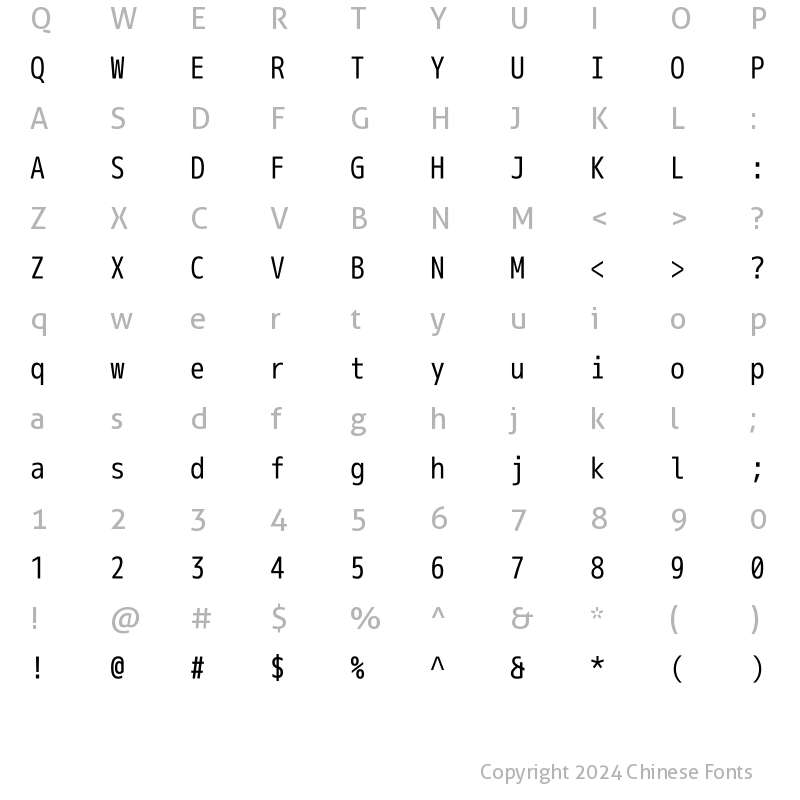 Q W E R T Y U I O P
Q W E R T Y U I O P
A S D F G H J K L :
A S D F G H J K L :
Z X C V B N M < > ?
Z X C V B N M < > ?
q w e r t y u i o p
q w e r t y u i o p
a s d f g h j k l ;
a s d f g h j k l ;
1 2 3 4 5 6 7 8 9 0
1 2 3 4 5 6 7 8 9 0
! @ # $ % ^ & * ( )
! @ # $ % ^ & * ( )
Copyright 2024 Chinese Fonts